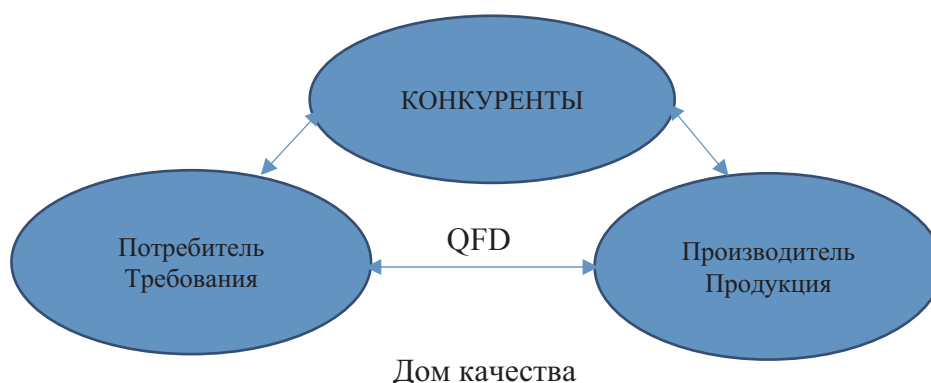 КОНКУРЕНТЫ
Потребитель
Требования
QFD
Производитель
Продукция
Дом качества